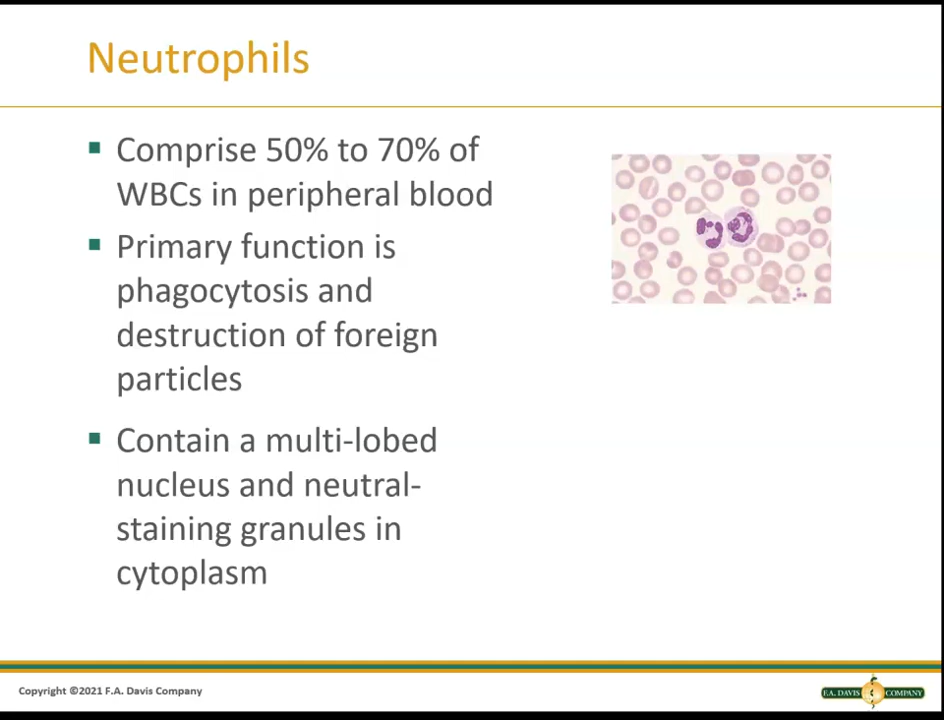 Neutrophils
▪ Comprise 50% to 70% of
WBCs in peripheral blood
▪ Primary function is
phagocytosis and
destruction of foreign
particles
▪ Contain a multi-lobed
nucleus and neutral-
staining granules in
cytoplasm
Copyright ©2021 F.A. Davis Company
F.A. DAVIS COMPANY